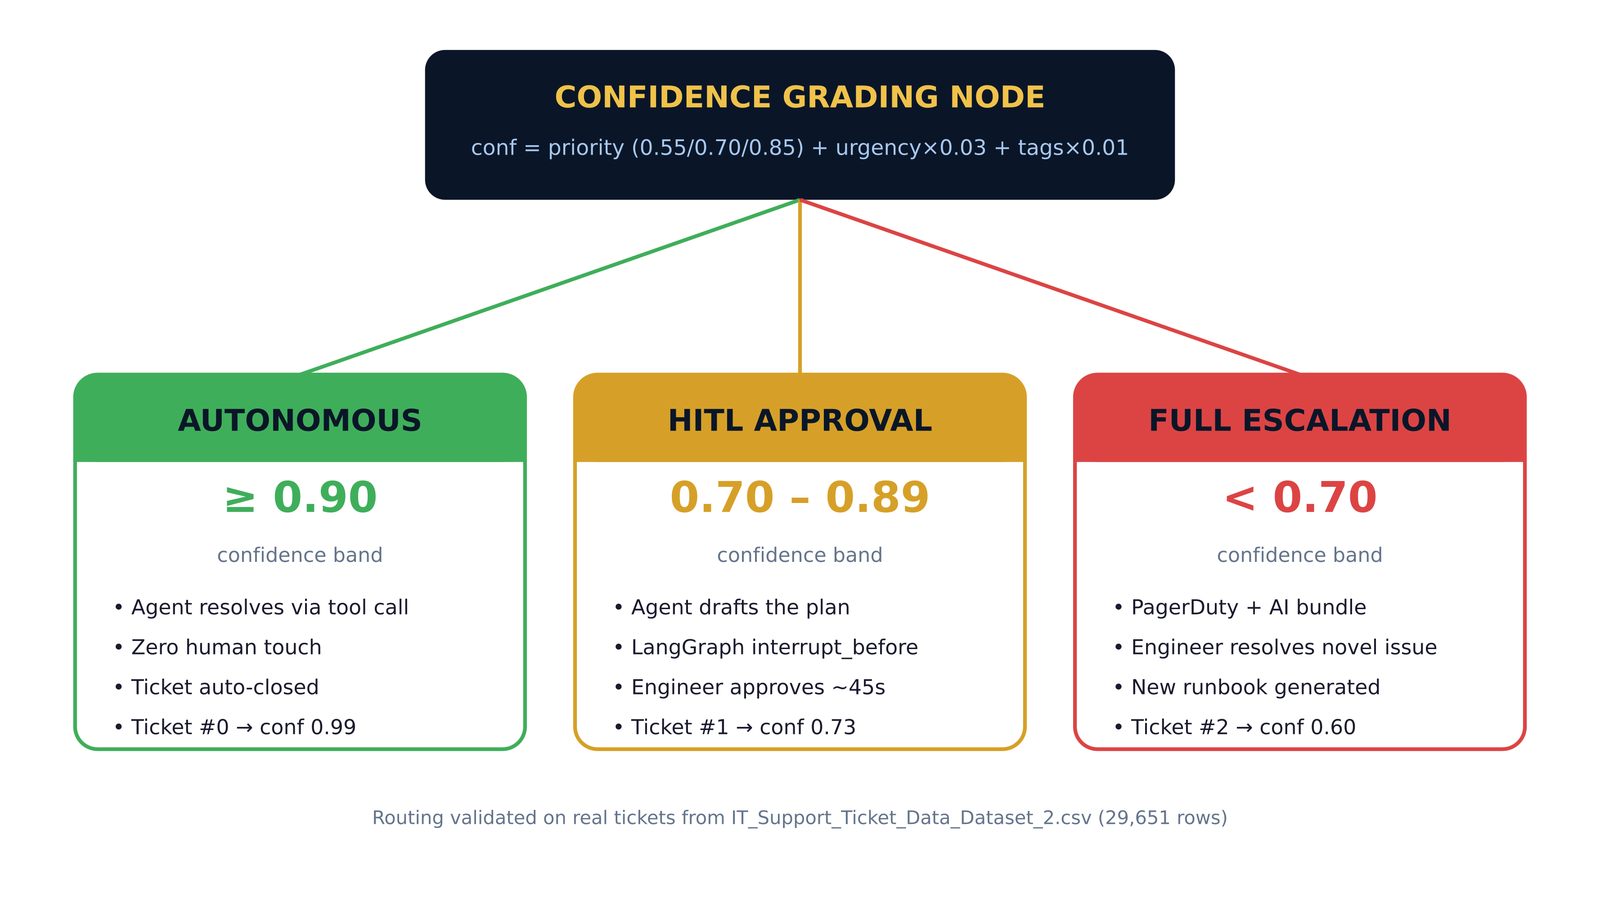 CONFIDENCE GRADING NODE
conf = priority (0.55/0.70/0.85) + urgency×0.03 + tags×0.01
AUTONOMOUS
≥ 0.90
confidence band
• Agent resolves via tool call
• Zero human touch
• Ticket auto-closed
• Ticket #0 → conf 0.99
HITL APPROVAL
0.70 – 0.89
confidence band
• Agent drafts the plan
• LangGraph interrupt_before
• Engineer approves ~45s
• Ticket #1 → conf 0.73
FULL ESCALATION
< 0.70
confidence band
• PagerDuty + AI bundle
• Engineer resolves novel issue
• New runbook generated
• Ticket #2 → conf 0.60
Routing validated on real tickets from IT_Support_Ticket_Data_Dataset_2.csv (29,651 rows)